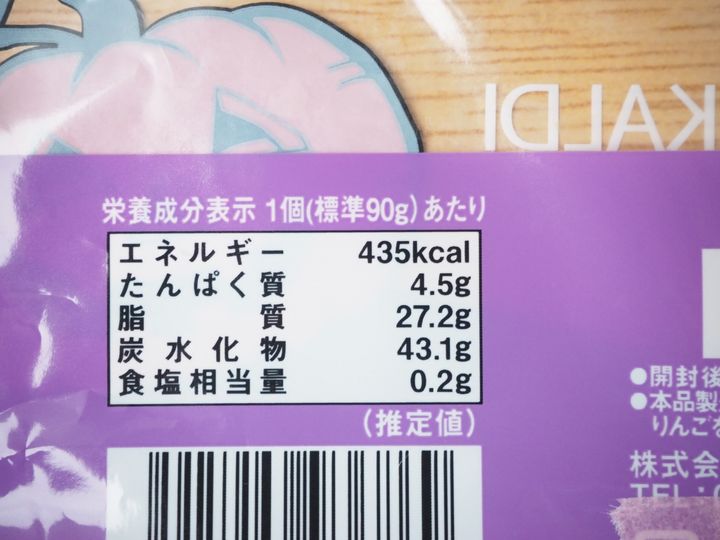 KALDI
栄養成分表示 1個(標準90g)あたり
エネルギー 435kcal
たんぱく質 4.5g
脂質 27.2g
炭水化物 43.1g
食塩相当量 0.2g
(推定値)
●開封後
●本品製
りんごを
株式会
TEL: